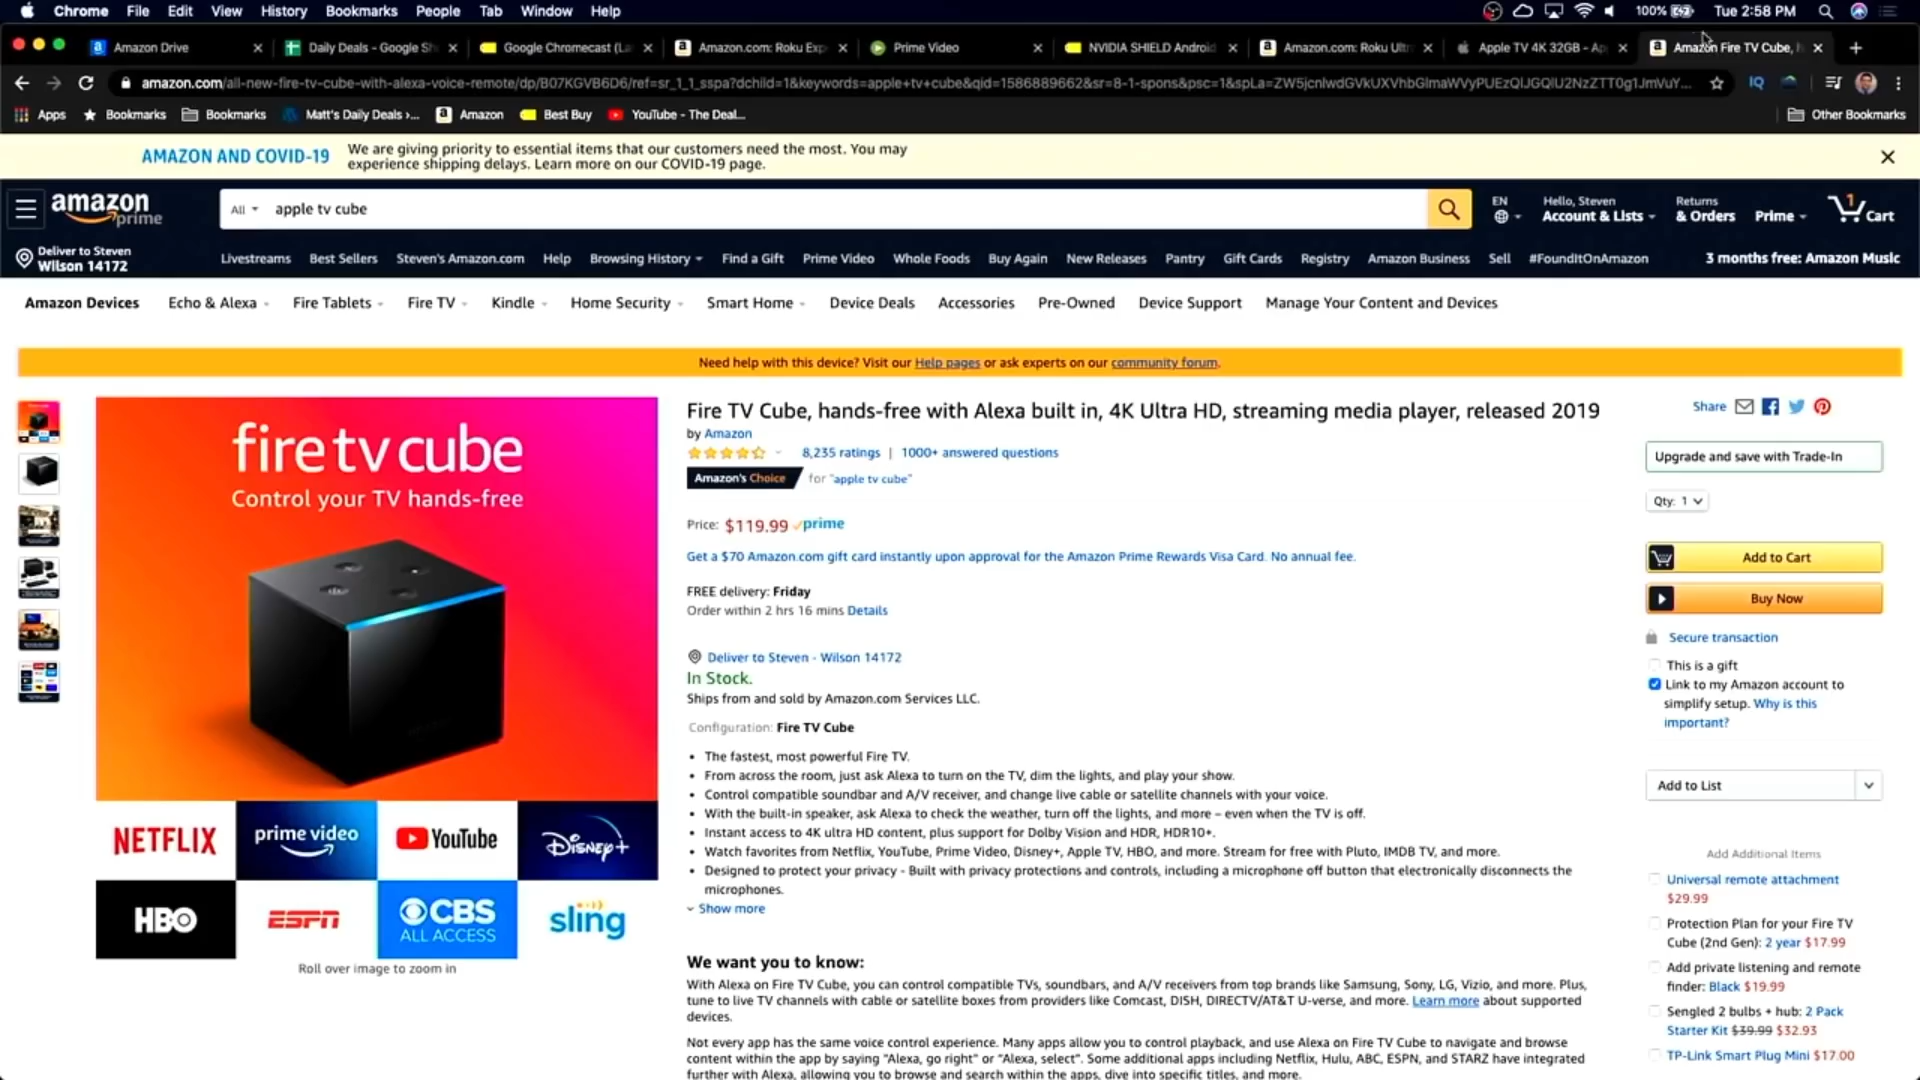 Chrome File Edit View History Bookmarks People Tab Window Help
100% Tue 2:58 PM
Amazon Drive
Daily Deals - Google Sh
Google Chromecast (La
Amazon.com: Roku Exp
Prime Video
NVIDIA SHIELD Android
Amazon.com: Roku Ultr
Apple TV 4K 32GB - Ap
Amazon Fire TV Cube,
Apps Bookmarks Bookmarks Matt's Daily Deals >... Amazon Best Buy YouTube - The Deal... Other Bookmarks
AMAZON AND COVID-19
We are giving priority to essential items that our customers need the most. You may
experience shipping delays. Learn more on our COVID-19 page.
amazon prime
All apple tv cube
EN
Hello, Steven
Account & Lists
Returns
& Orders
Prime
1
Cart
Deliver to Steven
Wilson 14172
Livestreams Best Sellers Steven's Amazon.com Help Browsing History Find a Gift Prime Video Whole Foods Buy Again New Releases Pantry Gift Cards Registry Amazon Business Sell #FoundItOnAmazon
3 months free: Amazon Music
Amazon Devices Echo & Alexa Fire Tablets Fire TV Kindle Home Security Smart Home Device Deals Accessories Pre-Owned Device Support Manage Your Content and Devices
Need help with this device? Visit our Help pages or ask experts on our community forum.
fire tv cube
Control your TV hands-free
NETFLIX prime video YouTube Disney+
HBO ESPN CBS ALL ACCESS sling
Roll over image to zoom in
Fire TV Cube, hands-free with Alexa built in, 4K Ultra HD, streaming media player, released 2019
by Amazon
8,235 ratings | 1000+ answered questions
Amazon's Choice for "apple tv cube"
Price: $119.99 prime
Get a $70 Amazon.com gift card instantly upon approval for the Amazon Prime Rewards Visa Card. No annual fee.
FREE delivery: Friday
Order within 2 hrs 16 mins Details
Deliver to Steven - Wilson 14172
In Stock.
Ships from and sold by Amazon.com Services LLC.
Configuration: Fire TV Cube
• The fastest, most powerful Fire TV.
• From across the room, just ask Alexa to turn on the TV, dim the lights, and play your show.
• Control compatible soundbar and A/V receiver, and change live cable or satellite channels with your voice.
• With the built-in speaker, ask Alexa to check the weather, turn off the lights, and more – even when the TV is off.
• Instant access to 4K ultra HD content, plus support for Dolby Vision and HDR, HDR10+.
• Watch favorites from Netflix, YouTube, Prime Video, Disney+, Apple TV, HBO, and more. Stream for free with Pluto, IMDB TV, and more.
• Designed to protect your privacy - Built with privacy protections and controls, including a microphone off button that electronically disconnects the
microphones.
Show more
We want you to know:
With Alexa on Fire TV Cube, you can control compatible TVs, soundbars, and A/V receivers from top brands like Samsung, Sony, LG, Vizio, and more. Plus,
tune to live TV channels with cable or satellite boxes from providers like Comcast, DISH, DIRECTV/AT&T U-verse, and more. Learn more about supported
devices.
Not every app has the same voice control experience. Many apps allow you to control playback, and use Alexa on Fire TV Cube to navigate and browse
content within the app by saying "Alexa, go right" or "Alexa, select". Some additional apps including Netflix, Hulu, ABC, ESPN, and STARZ have integrated
further with Alexa, allowing you to browse and search within the apps, dive into specific titles, and more.
Share
Upgrade and save with Trade-In
Qty: 1
Add to Cart
Buy Now
Secure transaction
This is a gift
Link to my Amazon account to
simplify setup. Why is this
important?
Add to List
Add Additional Items
Universal remote attachment
$29.99
Protection Plan for your Fire TV
Cube (2nd Gen): 2 year $17.99
Add private listening and remote
finder: Black $19.99
Sengled 2 bulbs + hub: 2 Pack
Starter Kit $39.99 $32.93
TP-Link Smart Plug Mini $17.00